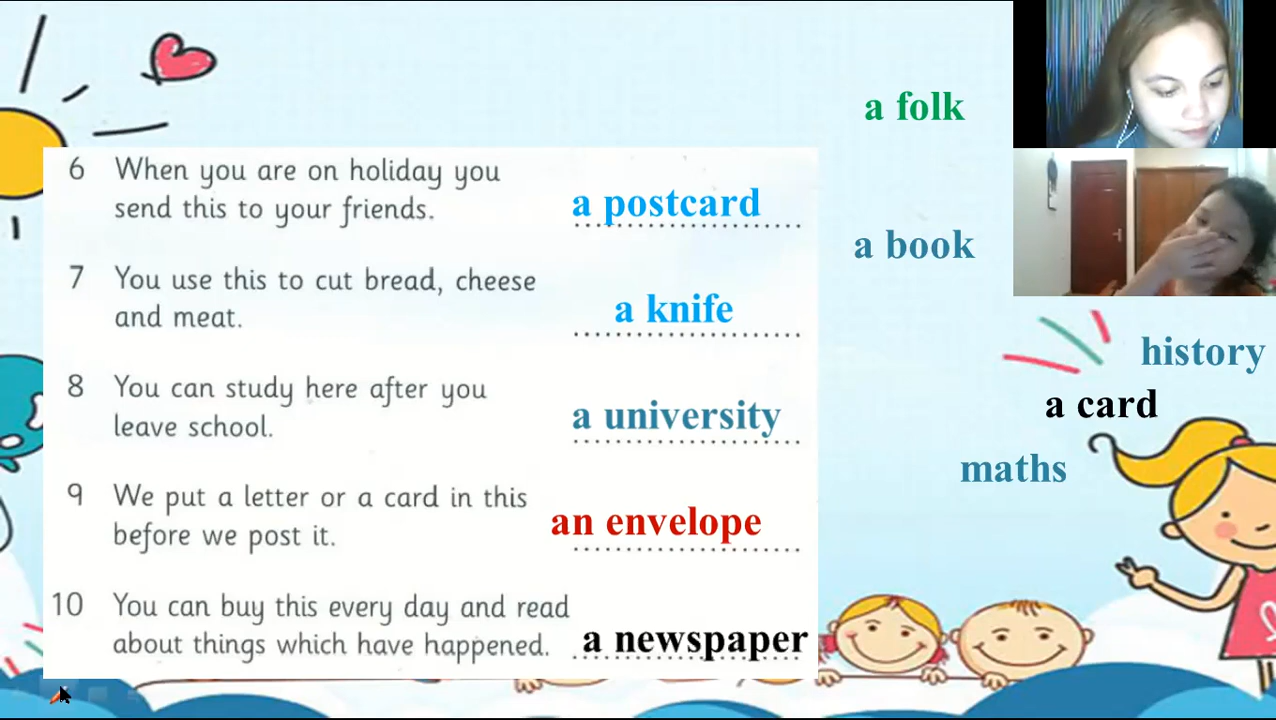 a folk
6 When you are on holiday you
send this to your friends. a postcard
a book
7 You use this to cut bread, cheese
and meat. a knife
history
8 You can study here after you
leave school. a university
a card
maths
9 We put a letter or a card in this
before we post it. an envelope
10 You can buy this every day and read
about things which have happened. a newspaper